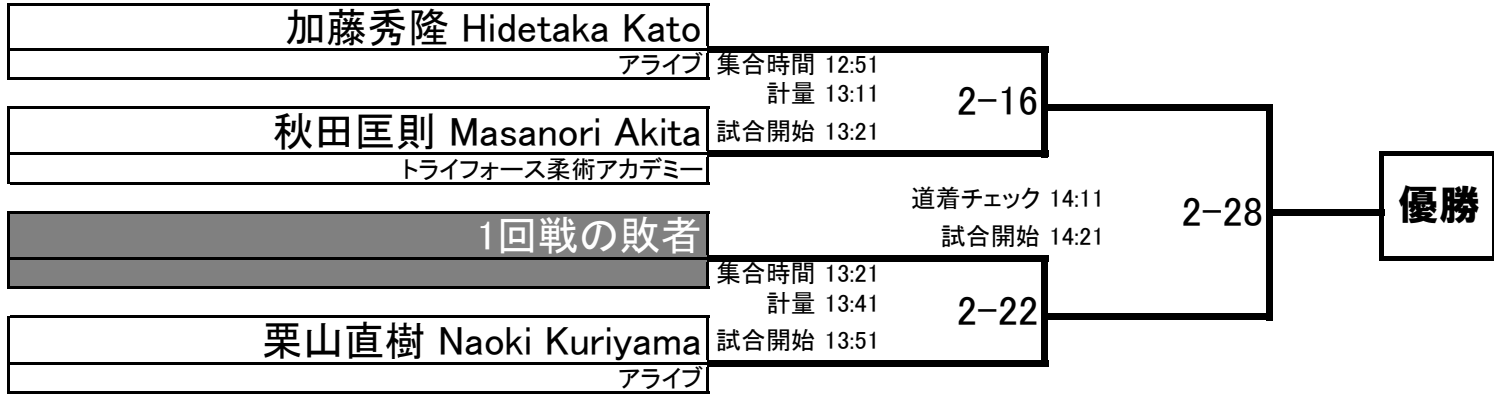 加藤秀隆 Hidetaka Kato
アライブ
集合時間 12:51
計量 13:11
2-16
秋田匡則 Masanori Akita
試合開始 13:21
トライフォース柔術アカデミー
道着チェック 14:11
2-28
優勝
1回戦の敗者
試合開始 14:21
集合時間 13:21
計量 13:41
2-22
栗山直樹 Naoki Kuriyama
試合開始 13:51
アライブ